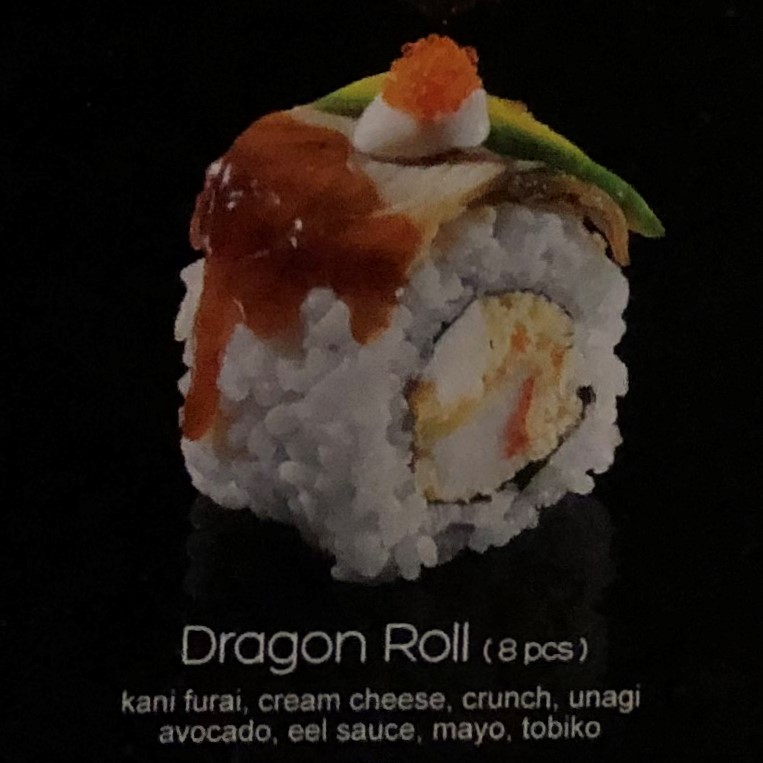 Dragon Roll (8 pcs)
kani furai, cream cheese, crunch, unagi
avocado, eel sauce, mayo, tobiko